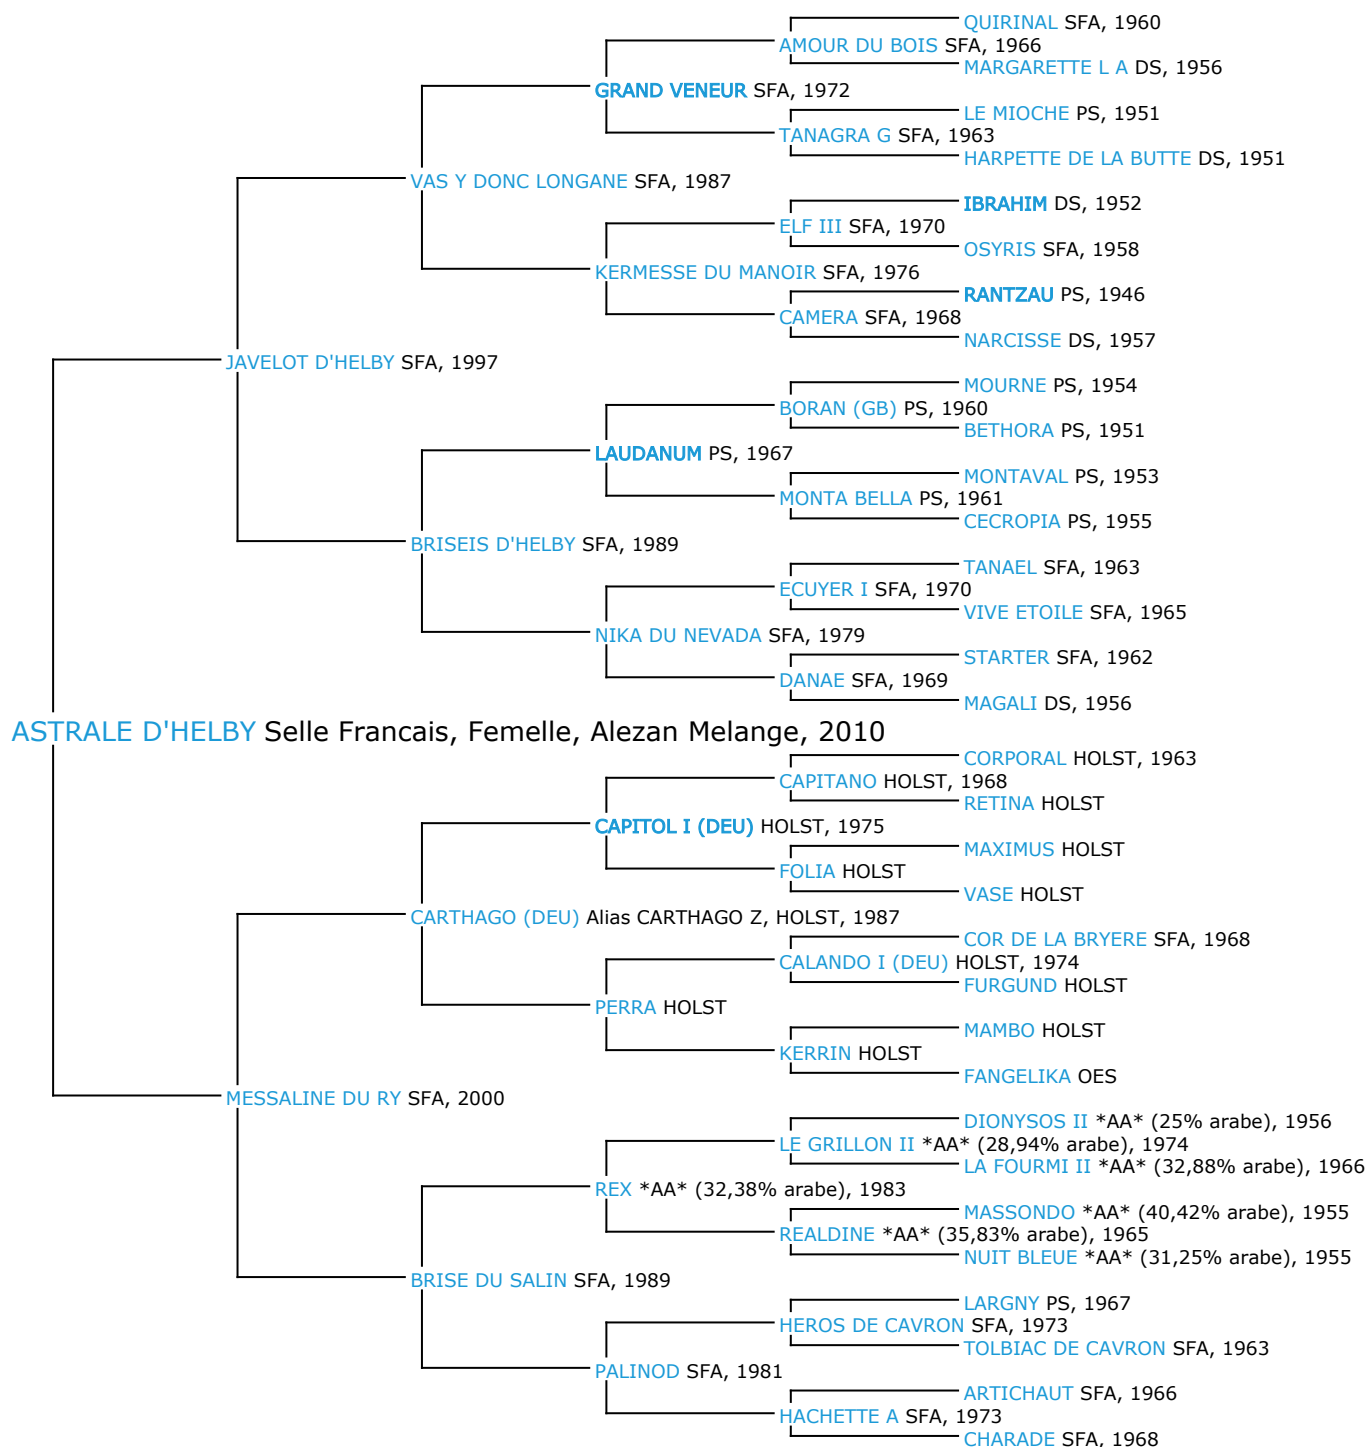 QUIRINAL SFA, 1960
AMOUR DU BOIS SFA, 1966
MARGARETTE L A DS, 1956
GRAND VENEUR SFA, 1972
LE MIOCHE PS, 1951
TANAGRA G SFA, 1963
HARPETTE DE LA BUTTE DS, 1951
VAS Y DONC LONGANE SFA, 1987
IBRAHIM DS, 1952
ELF III SFA, 1970
OSYRIS SFA, 1958
KERMESSE DU MANOIR SFA, 1976
RANTZAU PS, 1946
CAMERA SFA, 1968
NARCISSE DS, 1957
JAVELOT D'HELBY SFA, 1997
MOURNE PS, 1954
BORAN (GB) PS, 1960
BETHORA PS, 1951
LAUDANUM PS, 1967
MONTAVAL PS, 1953
MONTA BELLA PS, 1961
CECROPIA PS, 1955
BRISEIS D'HELBY SFA, 1989
TANAEL SFA, 1963
ECUYER I SFA, 1970
VIVE ETOILE SFA, 1965
NIKA DU NEVADA SFA, 1979
STARTER SFA, 1962
DANAE SFA, 1969
MAGALI DS, 1956
ASTRALE D'HELBY Selle Francais, Femelle, Alezan Melange, 2010
CORPORAL HOLST, 1963
CAPITANO HOLST, 1968
RETINA HOLST
CAPITOL I (DEU) HOLST, 1975
MAXIMUS HOLST
FOLIA HOLST
VASE HOLST
CARTHAGO (DEU) Alias CARTHAGO Z, HOLST, 1987
COR DE LA BRYERE SFA, 1968
CALANDO I (DEU) HOLST, 1974
FURGUND HOLST
PERRA HOLST
MAMBO HOLST
KERRIN HOLST
FANGELIKA OES
MESSALINE DU RY SFA, 2000
DIONYSOS II *AA* (25% arabe), 1956
LE GRILLON II *AA* (28,94% arabe), 1974
LA FOURMI II *AA* (32,88% arabe), 1966
REX *AA* (32,38% arabe), 1983
MASSONDO *AA* (40,42% arabe), 1955
REALDINE *AA* (35,83% arabe), 1965
NUIT BLEUE *AA* (31,25% arabe), 1955
BRISE DU SALIN SFA, 1989
LARGNY PS, 1967
HEROS DE CAVRON SFA, 1973
TOLBIAC DE CAVRON SFA, 1963
PALINOD SFA, 1981
ARTICHAUT SFA, 1966
HACHETTE A SFA, 1973
CHARADE SFA, 1968